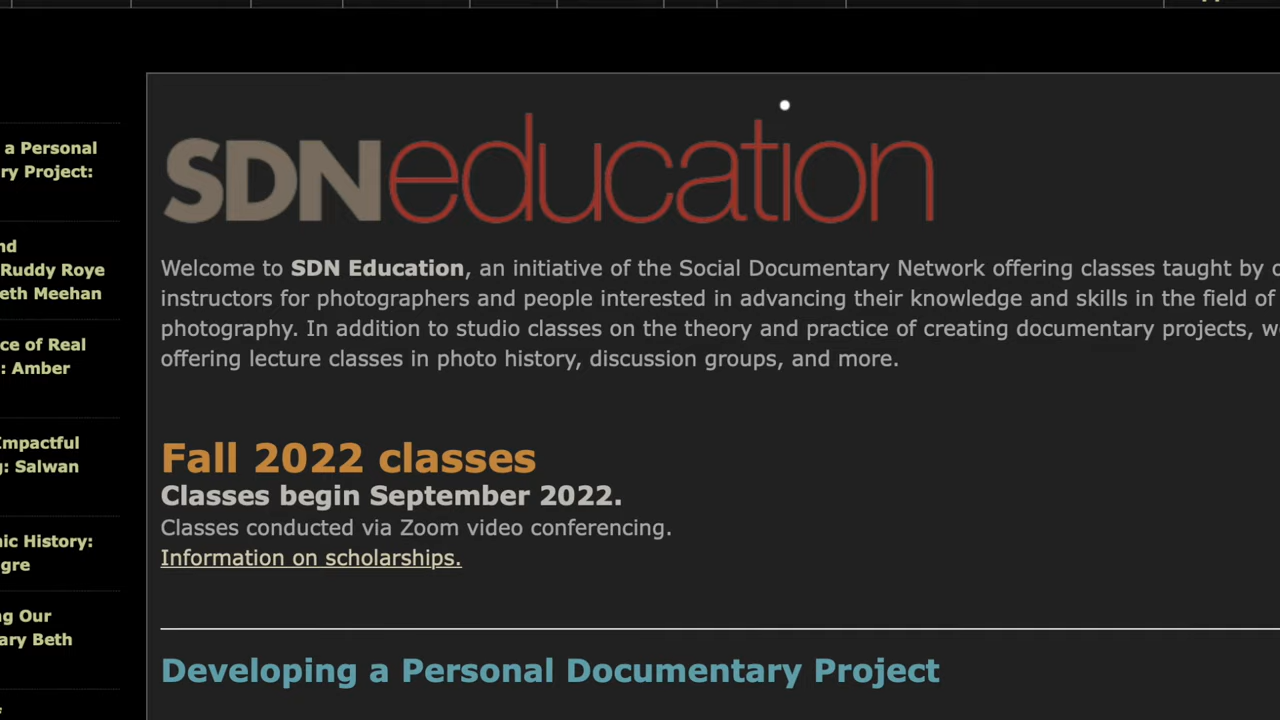 a Personal
ry Project:
nd
Ruddy Roye
eth Meehan
ce of Real
: Amber
Impactful
g: Salwan
nic History:
gre
ng Our
ary Beth
SDNeducation
Welcome to SDN Education, an initiative of the Social Documentary Network offering classes taught by
instructors for photographers and people interested in advancing their knowledge and skills in the field of
photography. In addition to studio classes on the theory and practice of creating documentary projects,
offering lecture classes in photo history, discussion groups, and more.
Fall 2022 classes
Classes begin September 2022.
Classes conducted via Zoom video conferencing.
Information on scholarships.
Developing a Personal Documentary Project